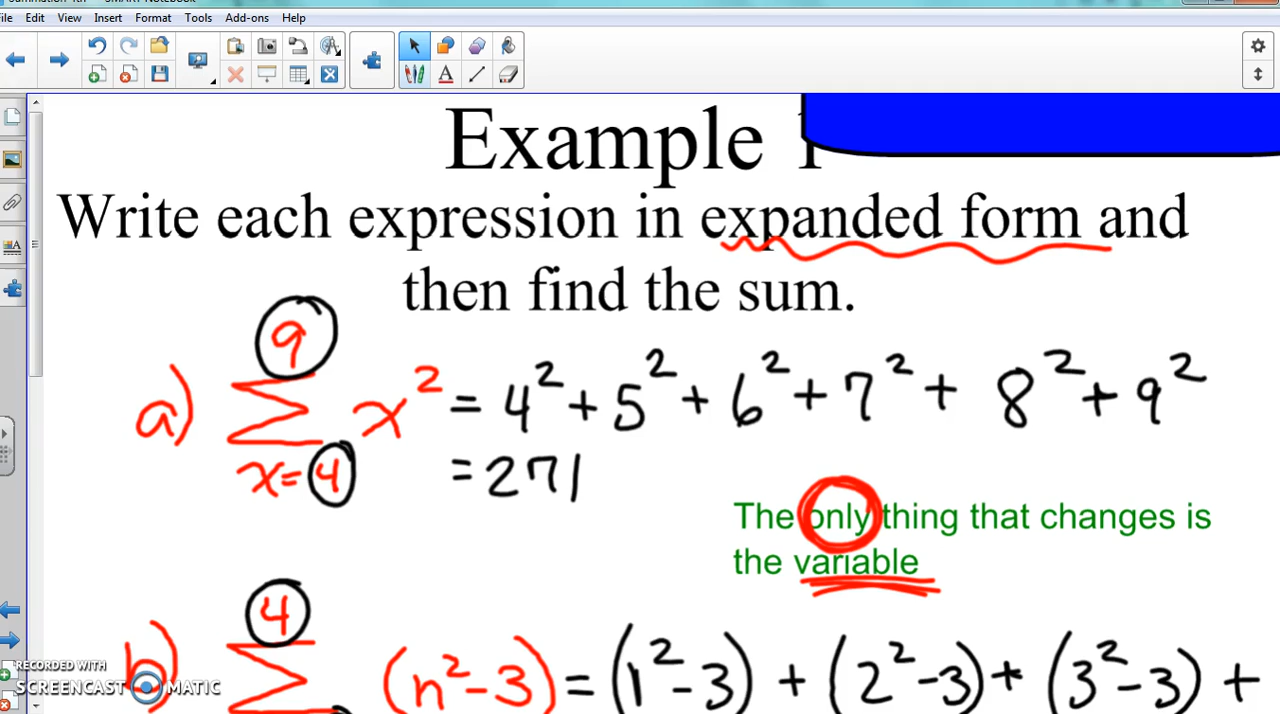 File Edit View Insert Format Tools Add-ons Help
Example 1
Write each expression in expanded form and
then find the sum.
9
a) Σ x² = 4² + 5² + 6² + 7² + 8² + 9²
x=4 = 271
The only thing that changes is
the variable
4
b) Σ (n² - 3) = (1² - 3) + (2² - 3) + (3² - 3) +
RECORDED WITH
SCREENCAST MATIC